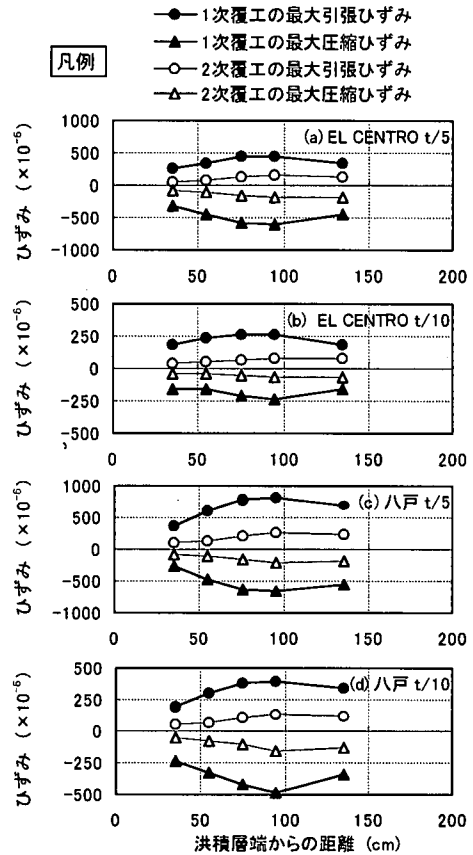 凡例
1次覆工の最大引張ひずみ
1次覆工の最大圧縮ひずみ
2次覆工の最大引張ひずみ
2次覆工の最大圧縮ひずみ
(a) EL CENTRO t/5
ひずみ (×10⁻⁶)
1000
500
0
-500
-1000
0 50 100 150 200
(b) EL CENTRO t/10
ひずみ (×10⁻⁶)
500
250
0
-250
-500
0 50 100 150 200
(c) 八戸 t/5
ひずみ (×10⁻⁶)
1000
500
0
-500
-1000
0 50 100 150 200
(d) 八戸 t/10
ひずみ (×10⁻⁶)
500
250
0
-250
-500
0 50 100 150 200
洪積層端からの距離 (cm)